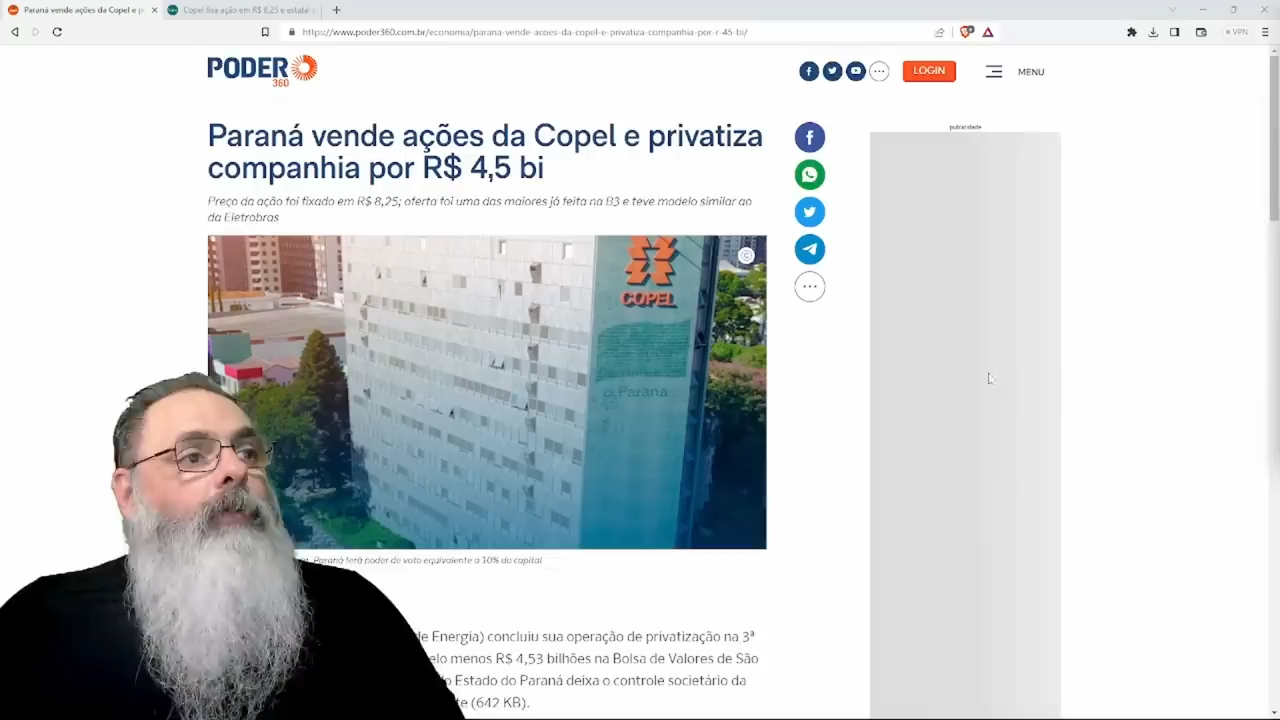 Paraná vende ações da Copel e p
Copel fixa ação em R$ 8,25 e estatal
https://www.poder360.com.br/economia/parana-vende-acoes-da-copel-e-privatiza-companhia-por-r-45-bi/
VPN
PODER
360
LOGIN
MENU
publicidade
Paraná vende ações da Copel e privatiza
companhia por R$ 4,5 bi
Preço da ação foi fixado em R$ 8,25; oferta foi uma das maiores já feita na B3 e teve modelo similar ao
da Eletrobras
COPEL
Paraná
Paraná terá poder de voto equivalente a 10% do capital
de Energia) concluiu sua operação de privatização na 3ª
elo menos R$ 4,53 bilhões na Bolsa de Valores de São
o Estado do Paraná deixa o controle societário da
te (642 KB).